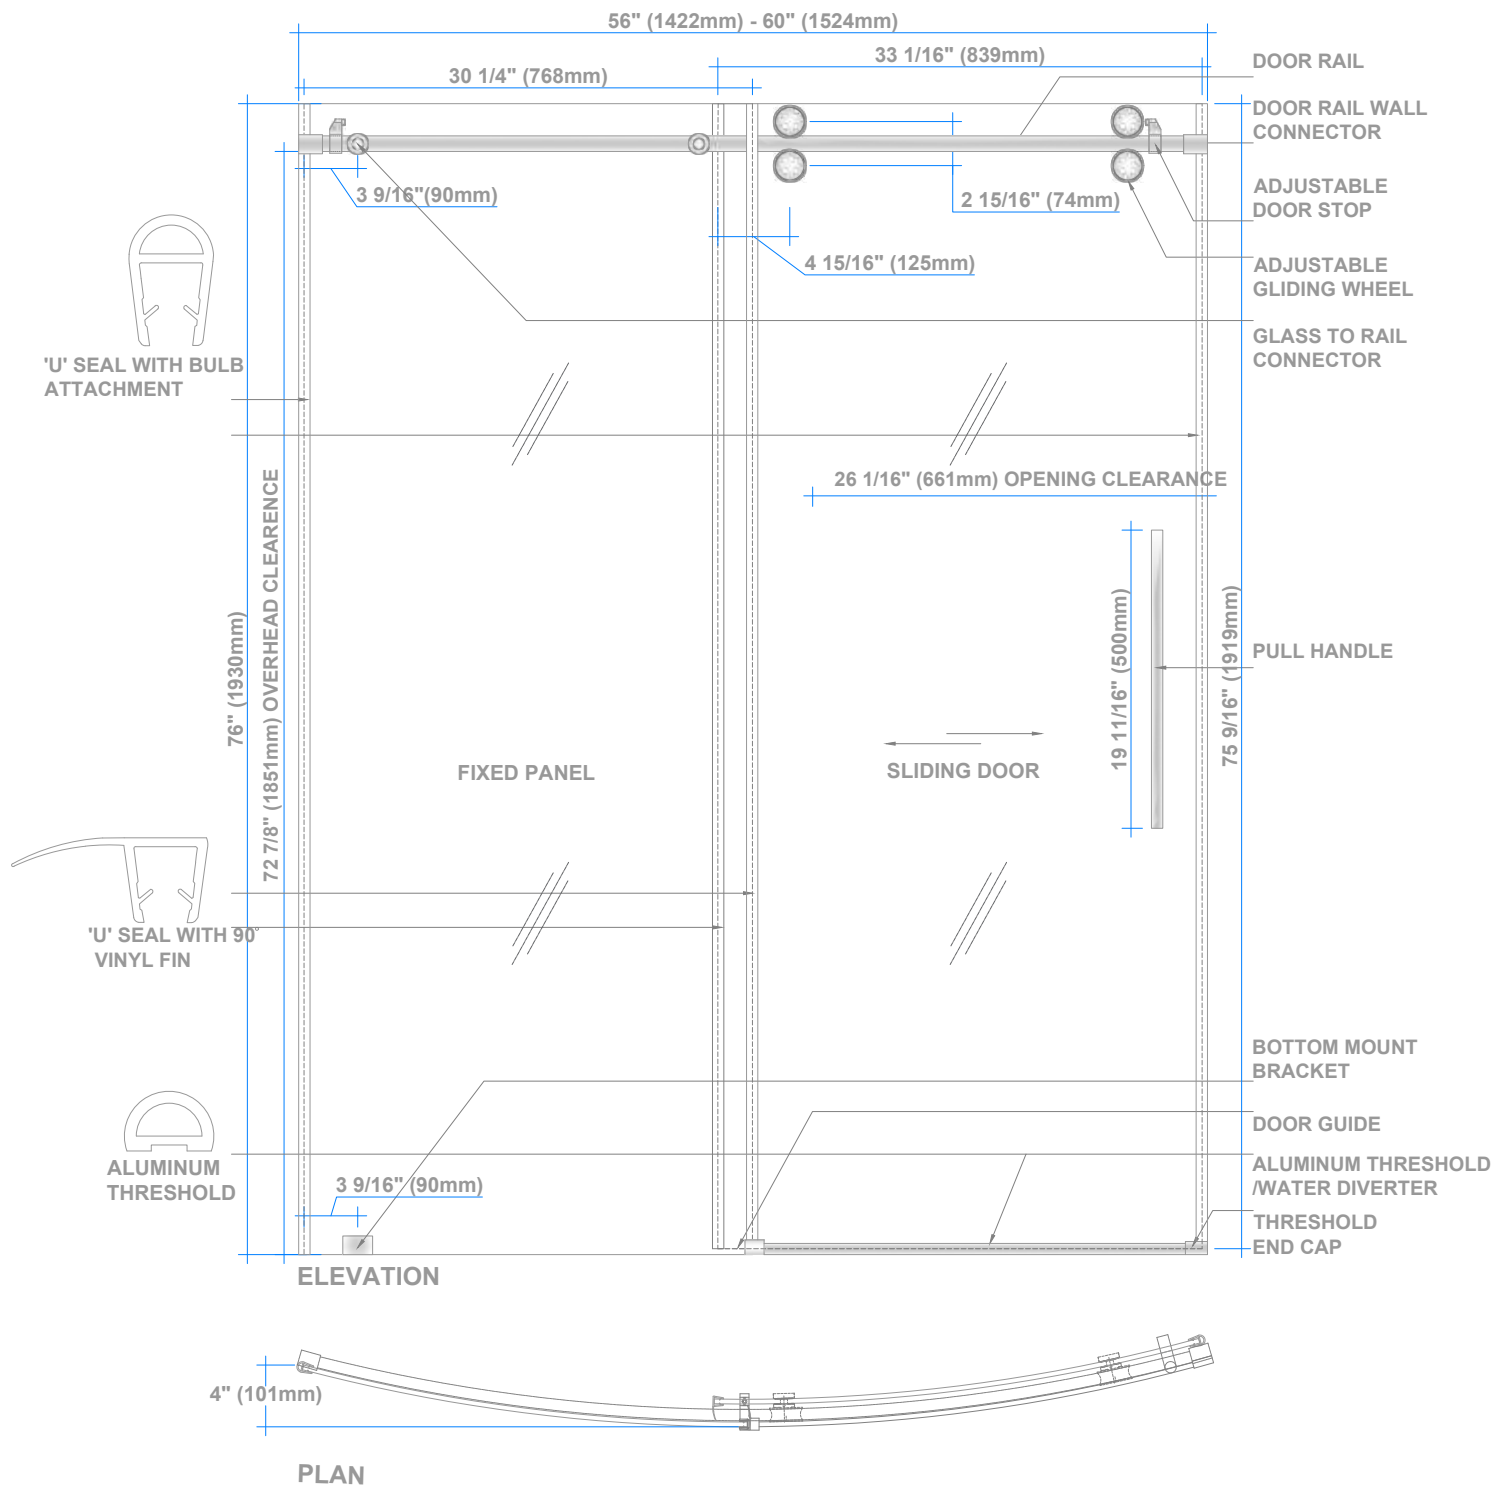 56" (1422mm) - 60" (1524mm)
33 1/16" (839mm)
30 1/4" (768mm)
DOOR RAIL
DOOR RAIL WALL
CONNECTOR
3 9/16"(90mm)
2 15/16" (74mm)
ADJUSTABLE
DOOR STOP
4 15/16" (125mm)
ADJUSTABLE
GLIDING WHEEL
GLASS TO RAIL
CONNECTOR
'U' SEAL WITH BULB
ATTACHMENT
26 1/16" (661mm) OPENING CLEARANCE
76" (1930mm)
72 7/8" (1851mm) OVERHEAD CLEARENCE
19 11/16" (500mm)
75 9/16" (1919mm)
PULL HANDLE
FIXED PANEL
SLIDING DOOR
'U' SEAL WITH 90°
VINYL FIN
BOTTOM MOUNT
BRACKET
DOOR GUIDE
ALUMINUM
THRESHOLD
ALUMINUM THRESHOLD
/WATER DIVERTER
3 9/16" (90mm)
THRESHOLD
END CAP
ELEVATION
4" (101mm)
PLAN